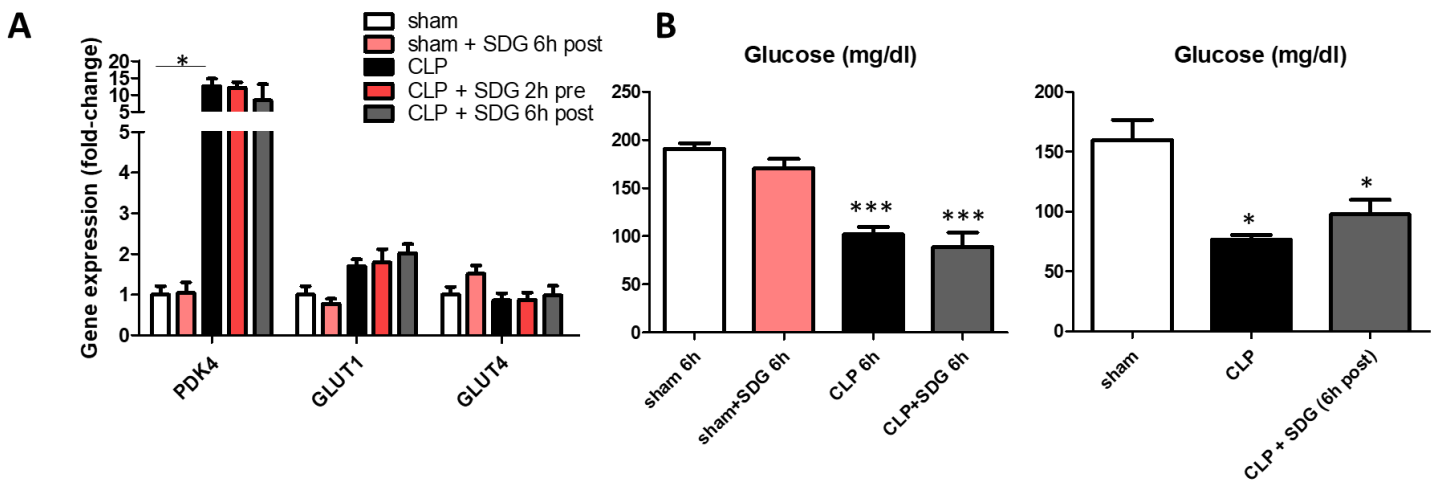 A
Gene expression (fold-change)
20
15
10
5
5
4
3
2
1
0
*
PDK4
GLUT1
GLUT4
sham
sham + SDG 6h post
CLP
CLP + SDG 2h pre
CLP + SDG 6h post
B
Glucose (mg/dl)
250
200
150
100
50
0
***
***
sham 6h
sham+SDG 6h
CLP 6h
CLP+SDG 6h
Glucose (mg/dl)
200
150
100
50
0
*
*
sham
CLP
CLP + SDG (6h post)